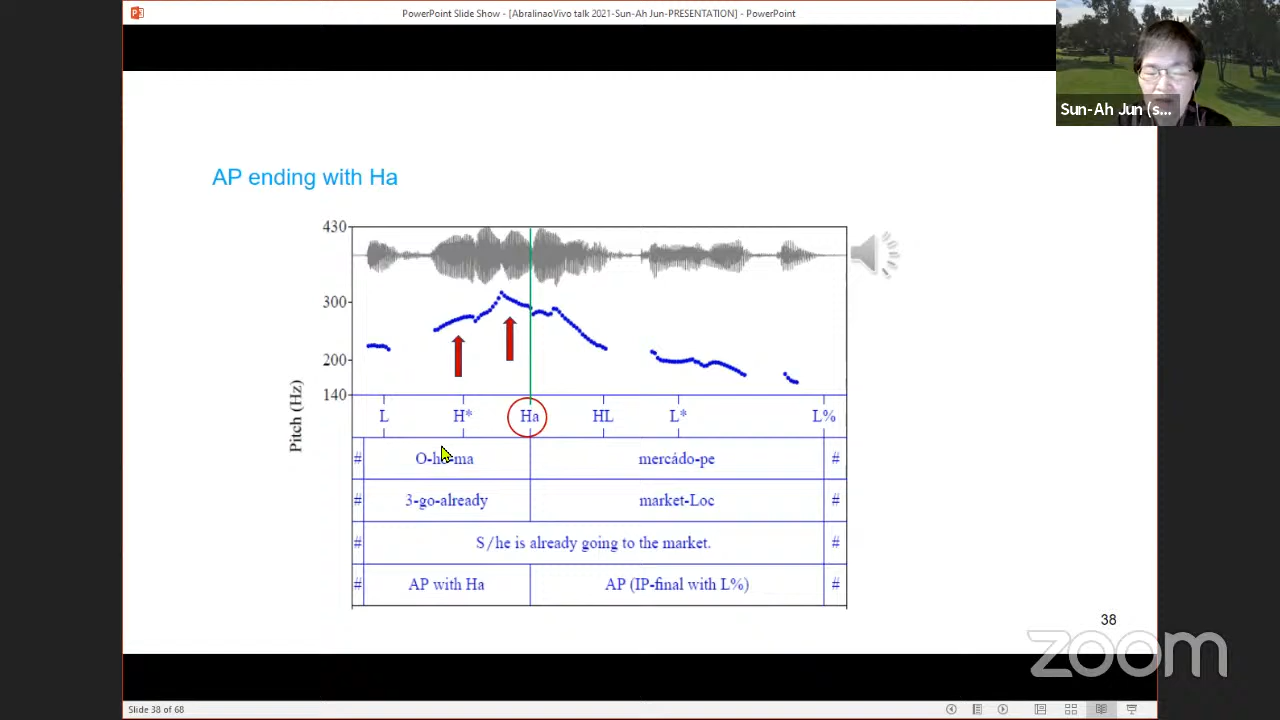 PowerPoint Slide Show - [AbralinaoVivo talk 2021-Sun-Ah Jun-PRESENTATION] - PowerPoint
Sun-Ah Jun (s...
AP ending with Ha
430
300
200
140
Pitch (Hz)
L H* Ha HL L* L%
# O-ho-ma mercádo-pe #
# 3-go-already market-Loc #
# S/he is already going to the market. #
# AP with Ha AP (IP-final with L%) #
38
zoom
Slide 38 of 68